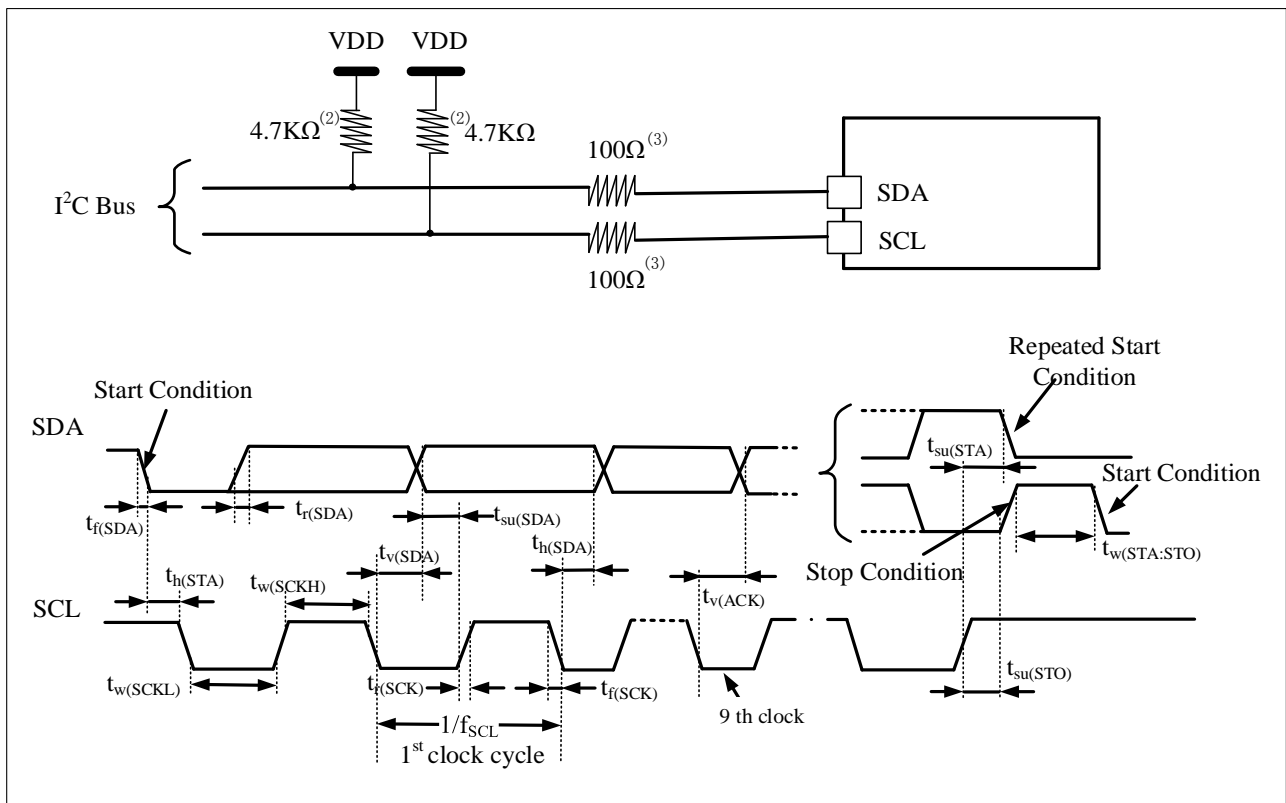 VDD VDD
4.7KΩ(2) (2)4.7KΩ
100Ω(3)
I2C Bus
SDA
SCL
100Ω(3)
Repeated Start
Condition
Start Condition
SDA
tsu(STA)
Start Condition
tf(SDA)
tr(SDA)
tsu(SDA)
tv(SDA)
th(SDA)
tw(STA:STO)
Stop Condition
th(STA)
tw(SCKH)
tv(ACK)
SCL
tw(SCKL)
tr(SCK)
tf(SCK)
9 th clock
tsu(STO)
1/fSCL
1st clock cycle